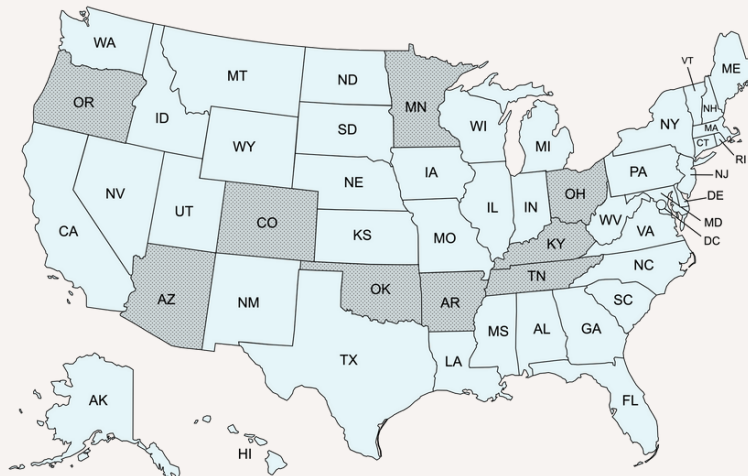 WA
MT
ND
MN
VT
ME
OR
ID
WY
SD
WI
MI
NY
NH
MA
CT
RI
NV
UT
CO
NE
IA
IL
IN
OH
PA
NJ
DE
MD
DC
CA
KS
MO
WV
VA
KY
AZ
NM
OK
AR
TN
NC
SC
MS
AL
GA
TX
LA
FL
AK
HI